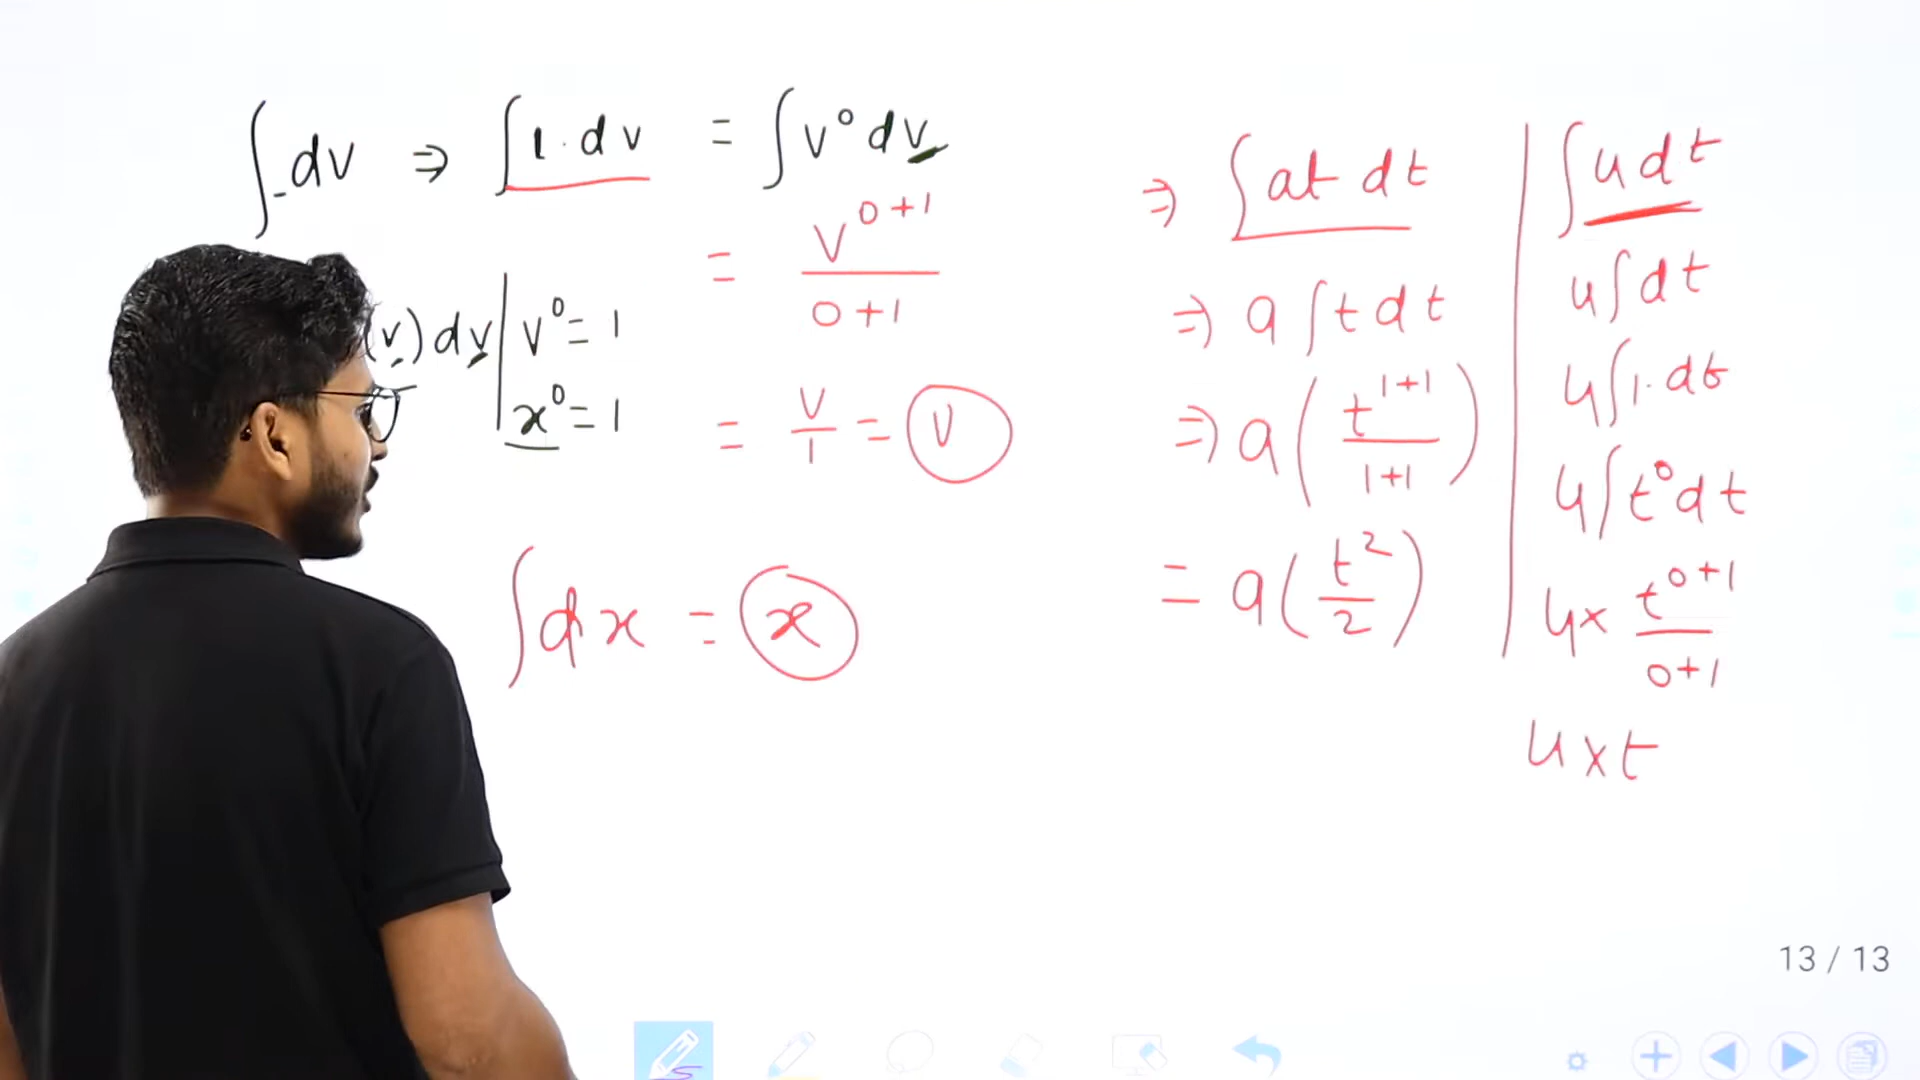 ∫dv ⇒ ∫1·dv = ∫v⁰dv
= v⁰⁺¹ / 0+1
(v)dv | v⁰ = 1
x⁰ = 1
= v/1 = v
∫dx = x
⇒ ∫at dt
⇒ a∫t dt
⇒ a(t¹⁺¹ / 1+1)
= a(t²/2)
∫u dt
u∫dt
u∫1·dt
u∫t⁰dt
u× t⁰⁺¹ / 0+1
u×t
13 / 13